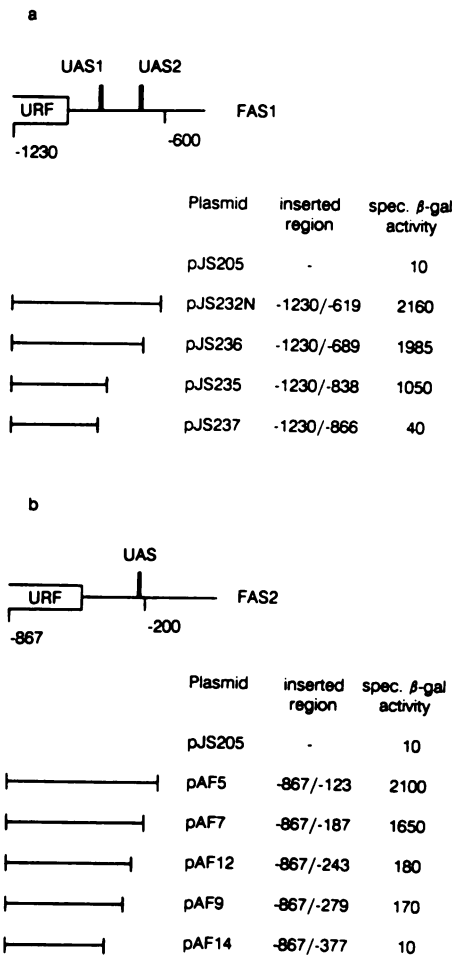 a
UAS1 UAS2
URF FAS1
-1230 -600
Plasmid inserted region spec. β-gal activity
pJS205 - 10
pJS232N -1230/-619 2160
pJS236 -1230/-689 1985
pJS235 -1230/-838 1050
pJS237 -1230/-866 40
b
UAS
URF FAS2
-867 -200
Plasmid inserted region spec. β-gal activity
pJS205 - 10
pAF5 -867/-123 2100
pAF7 -867/-187 1650
pAF12 -867/-243 180
pAF9 -867/-279 170
pAF14 -867/-377 10